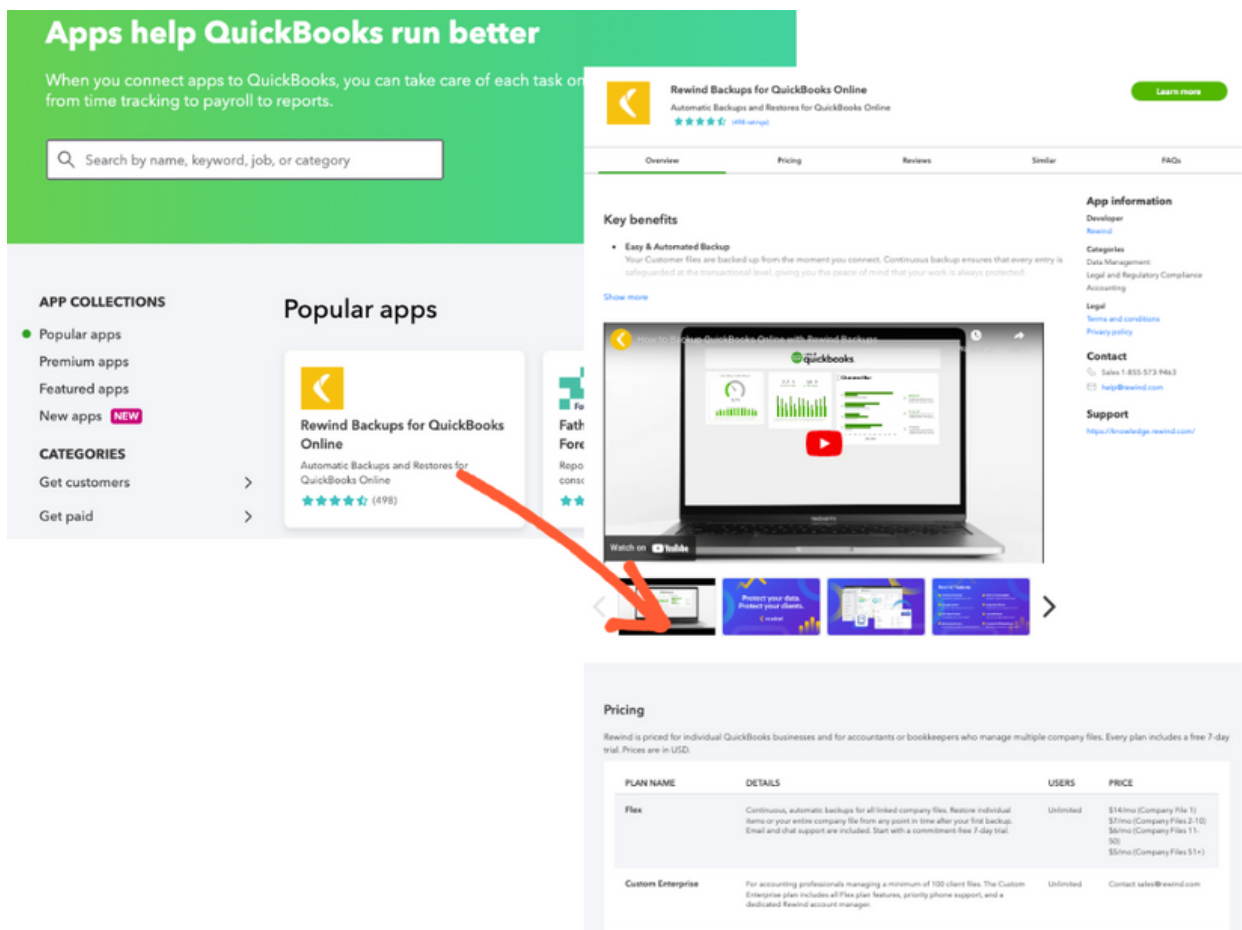 Apps help QuickBooks run better
When you connect apps to QuickBooks, you can take care of each task on
from time tracking to payroll to reports.
Search by name, keyword, job, or category
APP COLLECTIONS
Popular apps
Premium apps
Featured apps
New apps NEW
CATEGORIES
Get customers
Get paid
Popular apps
Rewind Backups for QuickBooks
Online
Automatic Backups and Restores for
QuickBooks Online
(498)
Fath
Fore
Repo
conso
Rewind Backups for QuickBooks Online
Automatic Backups and Restores for QuickBooks Online
(498 ratings)
Learn more
Overview
Pricing
Reviews
Similar
FAQs
Key benefits
Easy & Automated Backup
Your Customer files are backed up from the moment you connect. Continuous backup ensures that every entry is
safeguarded at the transactional level, giving you the peace of mind that your work is always protected.
Show more
How to Backup QuickBooks Online with Rewind Backups
quickbooks.
Watch on YouTube
Protect your data.
Protect your clients.
rewind
App information
Developer
Rewind
Categories
Data Management
Legal and Regulatory Compliance
Accounting
Legal
Terms and conditions
Privacy policy
Contact
Sales 1-855-573-9463
help@rewind.com
Support
https://knowledge.rewind.com/
Pricing
Rewind is priced for individual QuickBooks businesses and for accountants or bookkeepers who manage multiple company files. Every plan includes a free 7-day
trial. Prices are in USD.
PLAN NAME DETAILS USERS PRICE
Flex
Continuous, automatic backups for all linked company files. Restore individual
items or your entire company file from any point in time after your first backup.
Email and chat support are included. Start with a commitment-free 7-day trial.
Unlimited
$14/mo (Company File 1)
$7/mo (Company Files 2-10)
$6/mo (Company Files 11-
50)
$5/mo (Company Files 51+)
Custom Enterprise
For accounting professionals managing a minimum of 100 client files. The Custom
Enterprise plan includes all Flex plan features, priority phone support, and a
dedicated Rewind account manager.
Unlimited
Contact sales@rewind.com